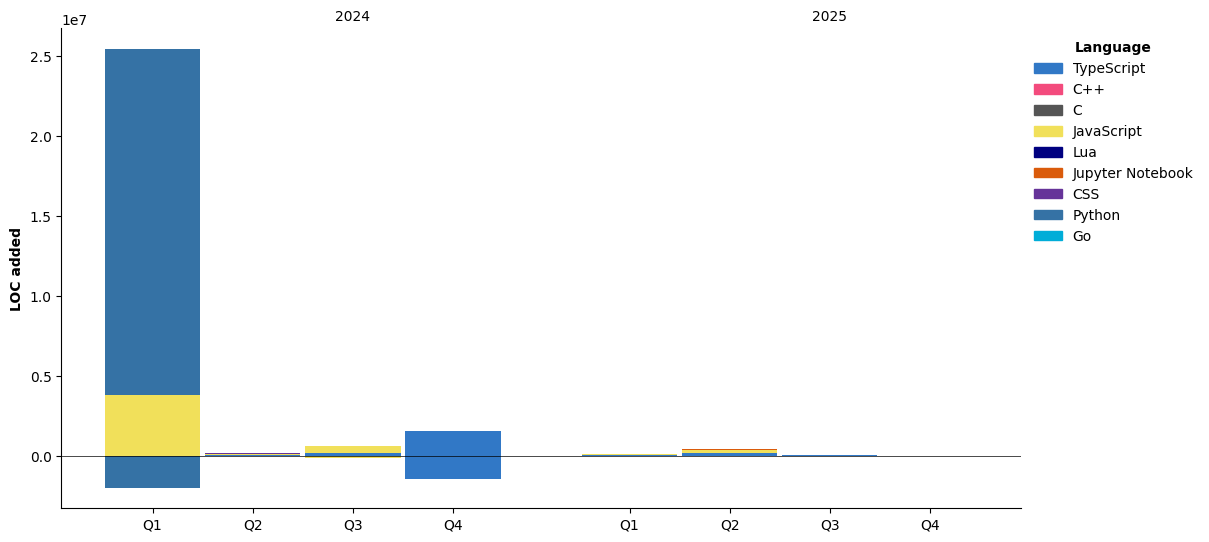 1e7
2024
2025
2.5
2.0
1.5
1.0
0.5
0.0
LOC added
Q1 Q2 Q3 Q4 Q1 Q2 Q3 Q4
Language
TypeScript
C++
C
JavaScript
Lua
Jupyter Notebook
CSS
Python
Go